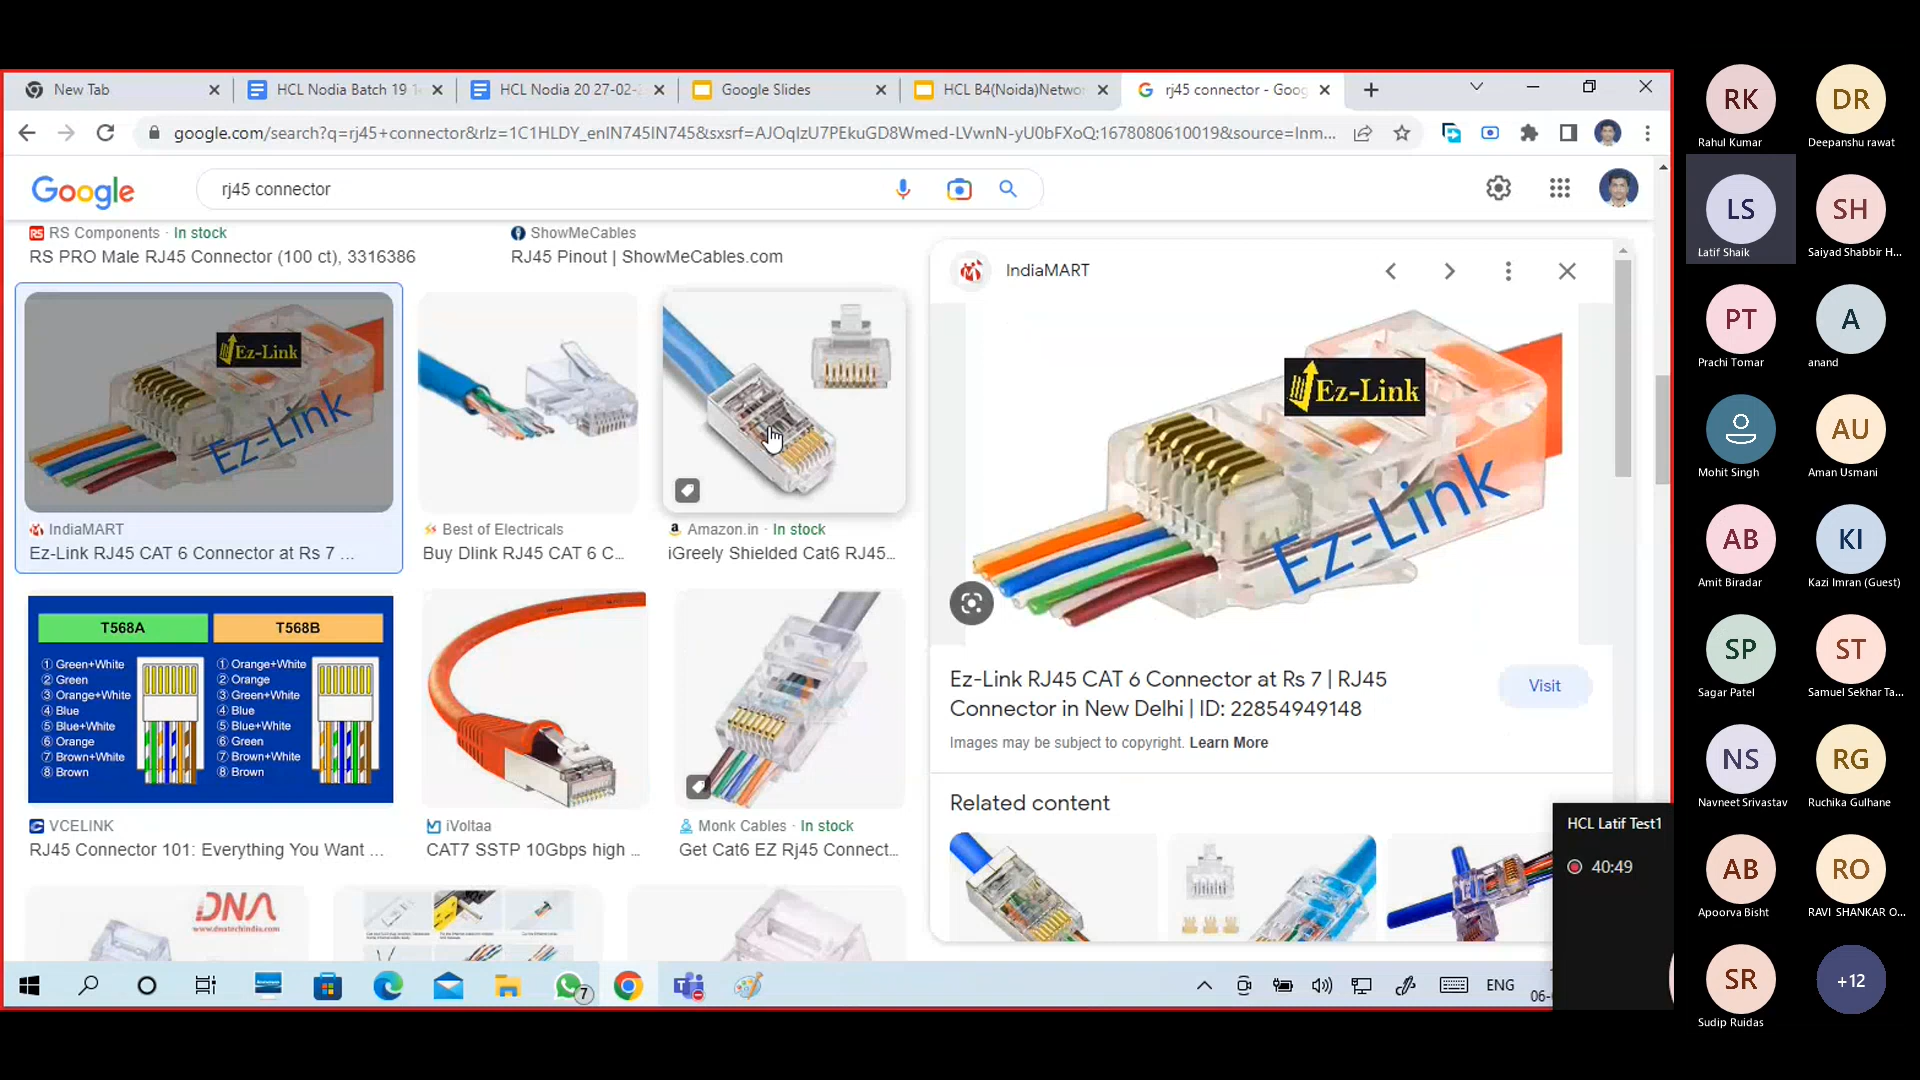 New Tab
HCL Nodia Batch 19
HCL Nodia 20 27-02-
Google Slides
HCL B4(Noida)Networ
rj45 connector - Goog
google.com/search?q=rj45+connector&rlz=1C1HLDY_enIN745IN745&sxsrf=AJOqlzU7PEkuGD8Wmed-LVwnN-yU0bFXoQ:1678080610019&source=lnm...
Google
rj45 connector
RS Components · In stock
RS PRO Male RJ45 Connector (100 ct), 3316386
ShowMeCables
RJ45 Pinout | ShowMeCables.com
Ez-Link
Ez-Link
IndiaMART
Ez-Link RJ45 CAT 6 Connector at Rs 7 ...
Best of Electricals
Buy Dlink RJ45 CAT 6 C...
Amazon.in · In stock
iGreely Shielded Cat6 RJ45...
T568A
T568B
① Green+White
② Green
③ Orange+White
④ Blue
⑤ Blue+White
⑥ Orange
⑦ Brown+White
⑧ Brown
① Orange+White
② Orange
③ Green+White
④ Blue
⑤ Blue+White
⑥ Green
⑦ Brown+White
⑧ Brown
VCELINK
RJ45 Connector 101: Everything You Want ...
iVoltaa
CAT7 SSTP 10Gbps high ...
Monk Cables · In stock
Get Cat6 EZ Rj45 Connect...
DNA
www.dnatechindia.com
IndiaMART
Ez-Link
Ez-Link
Ez-Link RJ45 CAT 6 Connector at Rs 7 | RJ45
Connector in New Delhi | ID: 22854949148
Visit
Images may be subject to copyright. Learn More
Related content
HCL Latif Test1
40:49
7
ENG
06-
RK
Rahul Kumar
DR
Deepanshu rawat
LS
Latif Shaik
SH
Saiyad Shabbir H...
PT
Prachi Tomar
A
anand
Mohit Singh
AU
Aman Usmani
AB
Amit Biradar
KI
Kazi Imran (Guest)
SP
Sagar Patel
ST
Samuel Sekhar Ta...
NS
Navneet Srivastav
RG
Ruchika Gulhane
AB
Apoorva Bisht
RO
RAVI SHANKAR O...
SR
Sudip Ruidas
+12